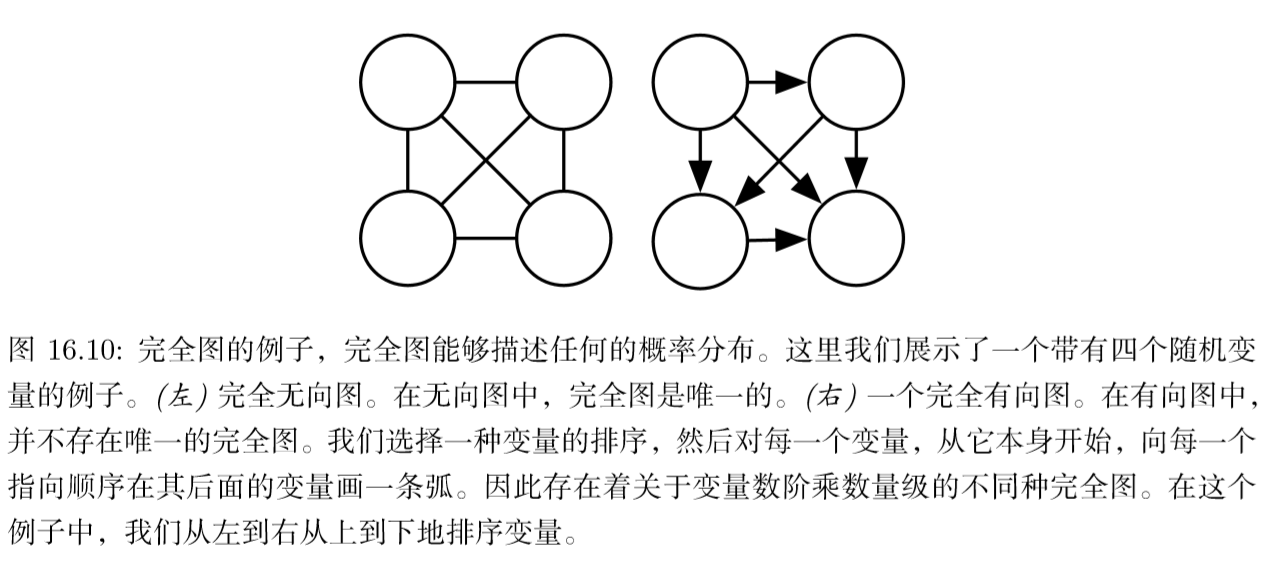 图 16.10: 完全图的例子，完全图能够描述任何的概率分布。这里我们展示了一个带有四个随机变
量的例子。(左) 完全无向图。在无向图中，完全图是唯一的。(右) 一个完全有向图。在有向图中，
并不存在唯一的完全图。我们选择一种变量的排序，然后对每一个变量，从它本身开始，向每一个
指向顺序在其后面的变量画一条弧。因此存在着关于变量数阶乘数量级的不同种完全图。在这个
例子中，我们从左到右从上到下地排序变量。